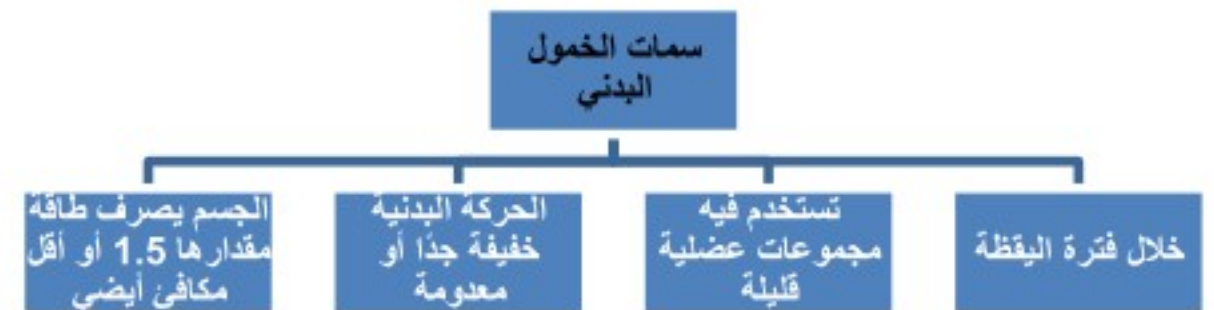 سمات الخمول
البدني
خلال فترة اليقظة
تستخدم فيه
مجموعات عضلية
قليلة
الحركة البدنية
خفيفة جدًا أو
معدومة
الجسم يصرف طاقة
مقدارها 1.5 أو أقل
مكافئ أيضي